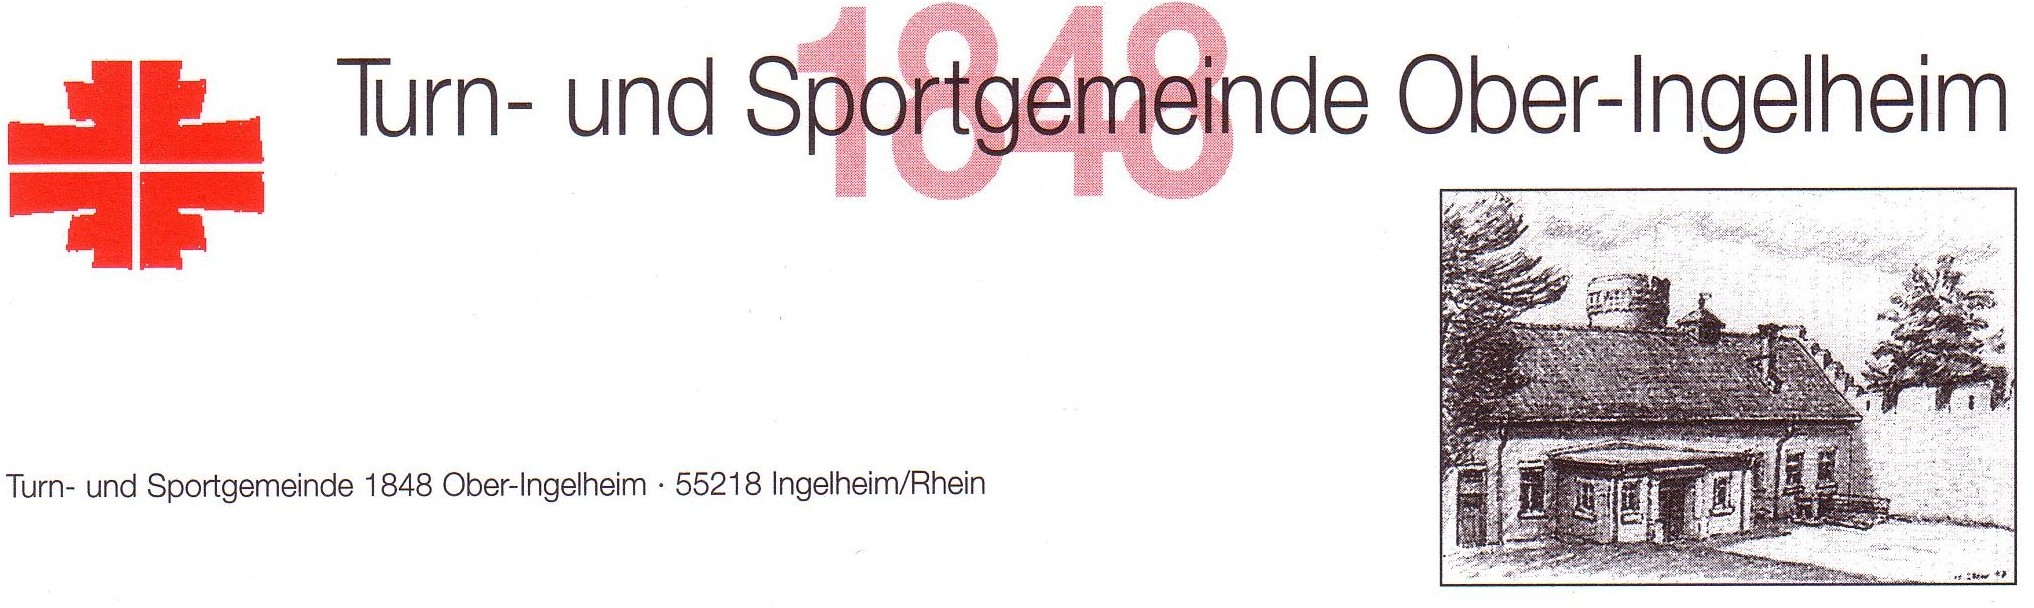 1848
Turn- und Sportgemeinde Ober-Ingelheim
Turn- und Sportgemeinde 1848 Ober-Ingelheim · 55218 Ingelheim/Rhein